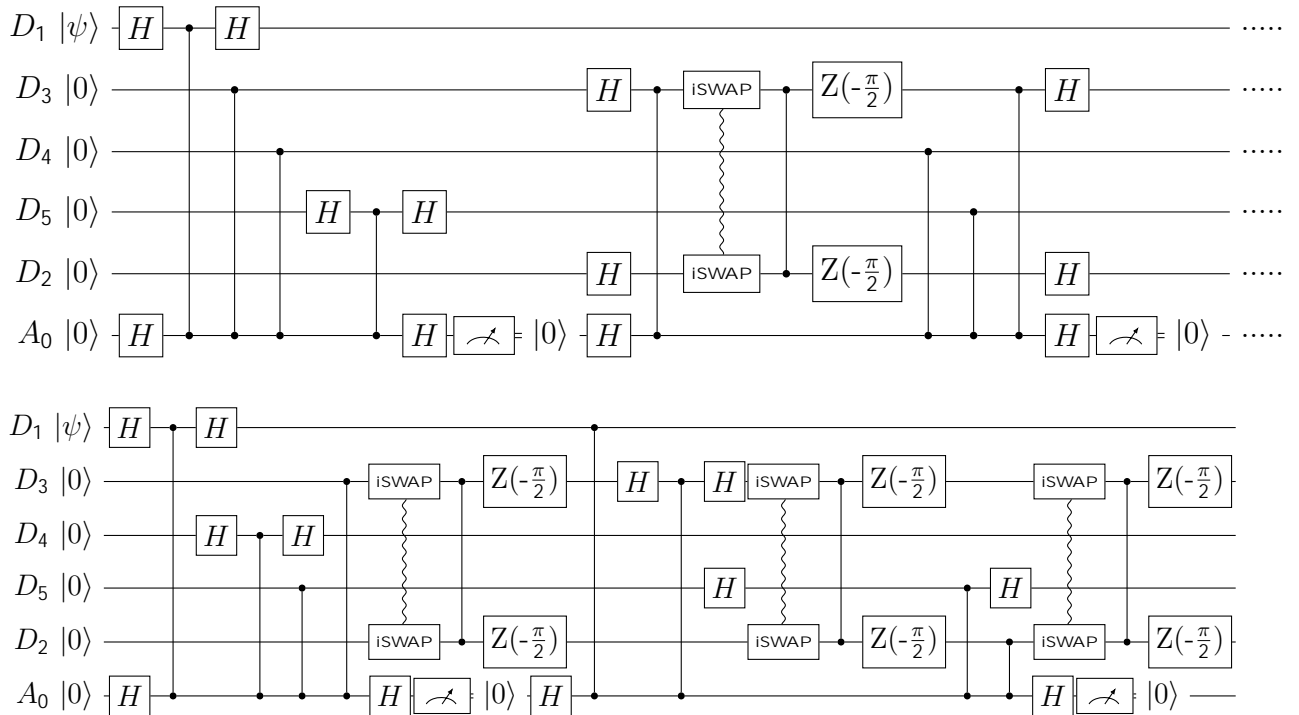 D₁ |ψ⟩ H H .....
D₃ |0⟩ H iSWAP Z(-π/2) H .....
D₄ |0⟩ .....
D₅ |0⟩ H H .....
D₂ |0⟩ H iSWAP Z(-π/2) H .....
A₀ |0⟩ H H |0⟩ H H |0⟩ .....
D₁ |ψ⟩ H H
D₃ |0⟩ iSWAP Z(-π/2) H H iSWAP Z(-π/2) iSWAP Z(-π/2)
D₄ |0⟩ H H
D₅ |0⟩ H H
D₂ |0⟩ iSWAP Z(-π/2) iSWAP Z(-π/2) iSWAP Z(-π/2)
A₀ |0⟩ H H |0⟩ H H |0⟩